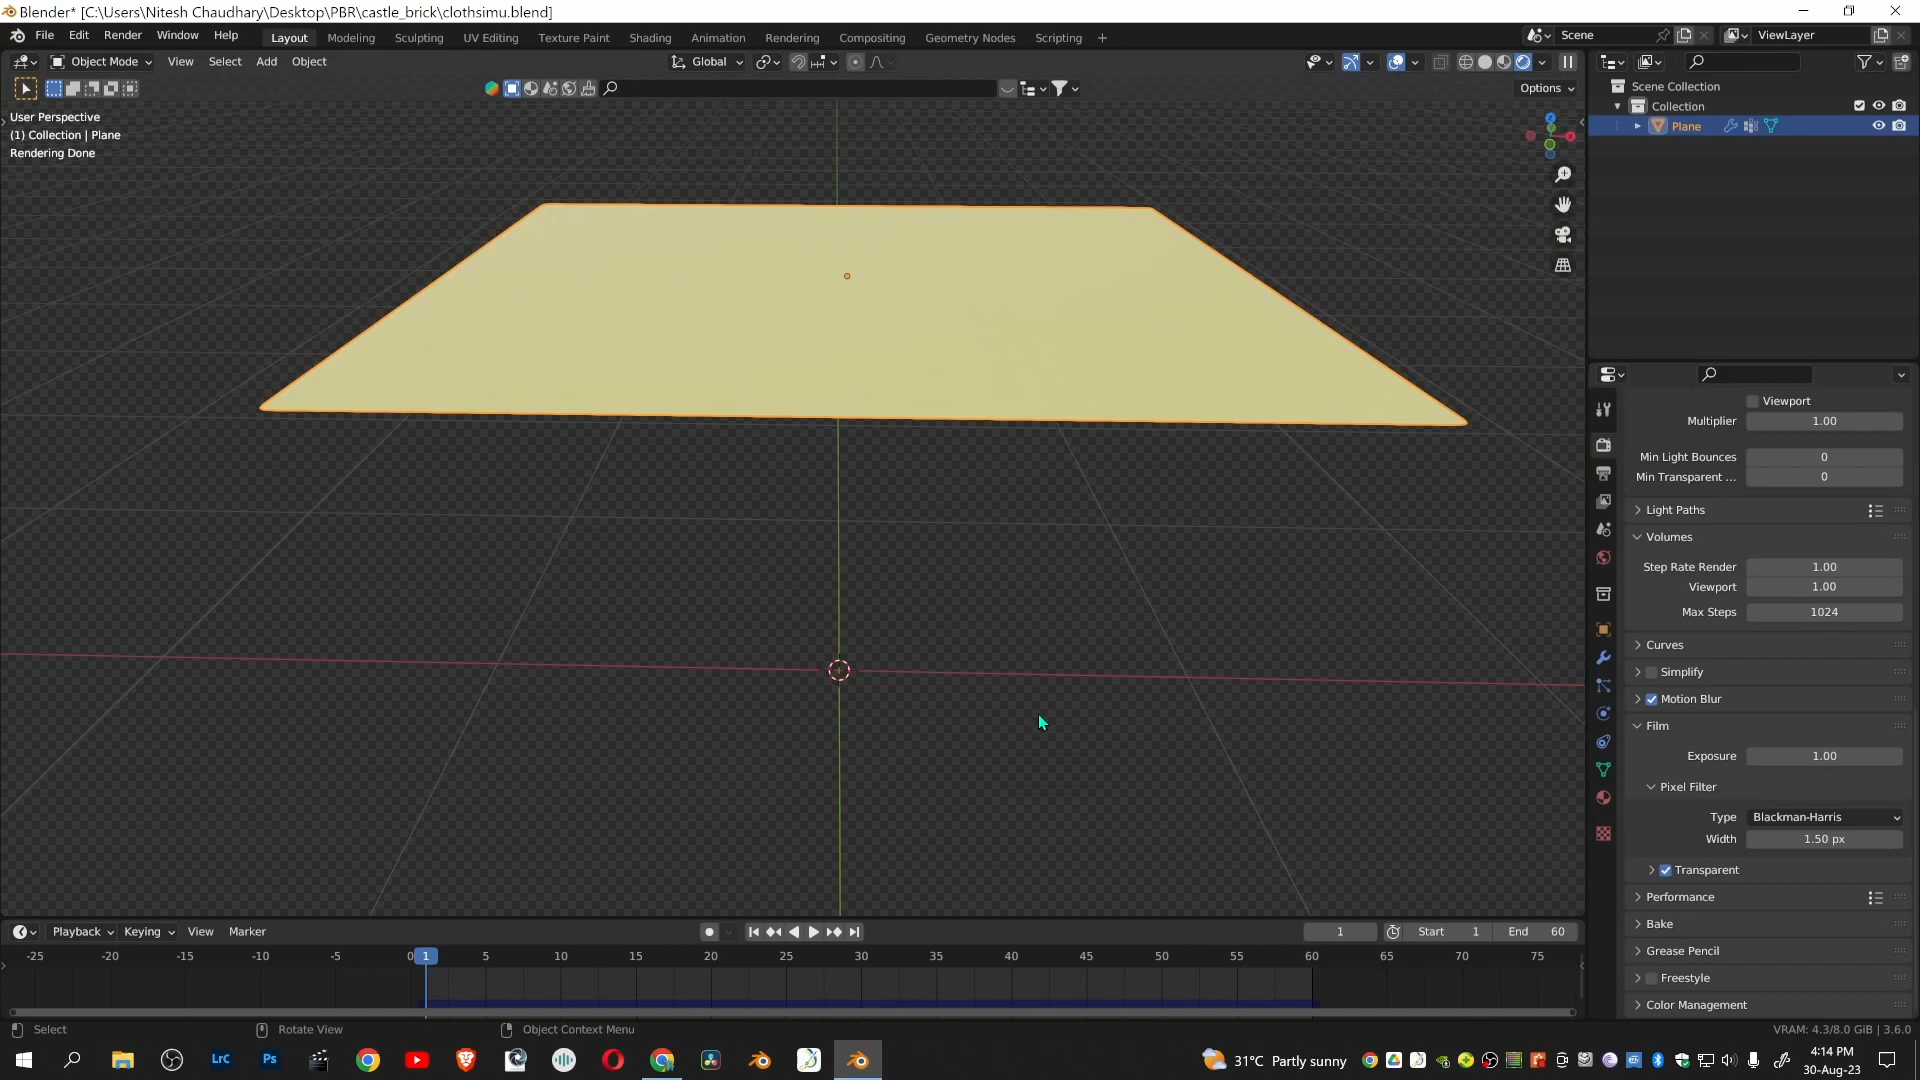 Blender* [C:\Users\Nitesh Chaudhary\Desktop\PBR\castle_brick\clothsimu.blend]
File Edit Render Window Help Layout Modeling Sculpting UV Editing Texture Paint Shading Animation Rendering Compositing Geometry Nodes Scripting + Scene ViewLayer
Object Mode View Select Add Object Global
Options
User Perspective
(1) Collection | Plane
Rendering Done
Scene Collection
Collection
Plane
Viewport
Multiplier 1.00
Min Light Bounces 0
Min Transparent ... 0
Light Paths
Volumes
Step Rate Render 1.00
Viewport 1.00
Max Steps 1024
Curves
Simplify
Motion Blur
Film
Exposure 1.00
Pixel Filter
Type Blackman-Harris
Width 1.50 px
Transparent
Performance
Bake
Grease Pencil
Freestyle
Color Management
Playback Keying View Marker 1 Start 1 End 60
-25 -20 -15 -10 -5 0 1 5 10 15 20 25 30 35 40 45 50 55 60 65 70 75
Select Rotate View Object Context Menu VRAM: 4.3/8.0 GiB | 3.6.0
LrC Ps 31°C Partly sunny 4:14 PM
30-Aug-23